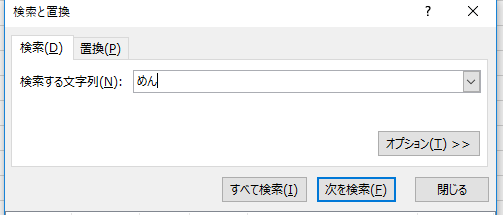 検索と置換 ? ×
検索(D) 置換(P)
検索する文字列(N): めん
オプション(T) >>
すべて検索(I) 次を検索(F) 閉じる